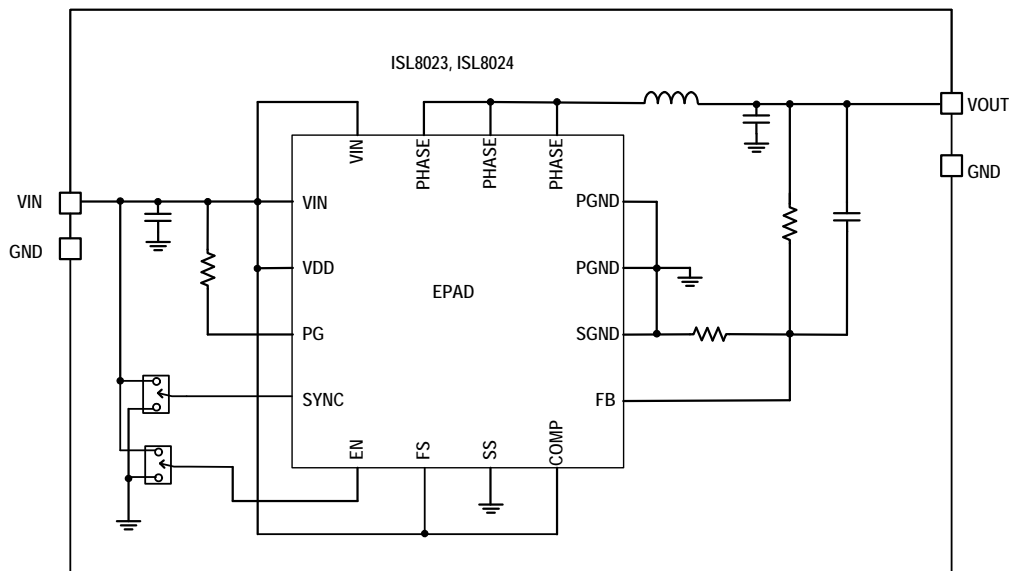 ISL8023, ISL8024
VOUT
GND
VIN
GND
VIN
PHASE
PHASE
PHASE
VIN
VDD
PG
SYNC
EPAD
PGND
PGND
SGND
FB
EN
FS
SS
COMP